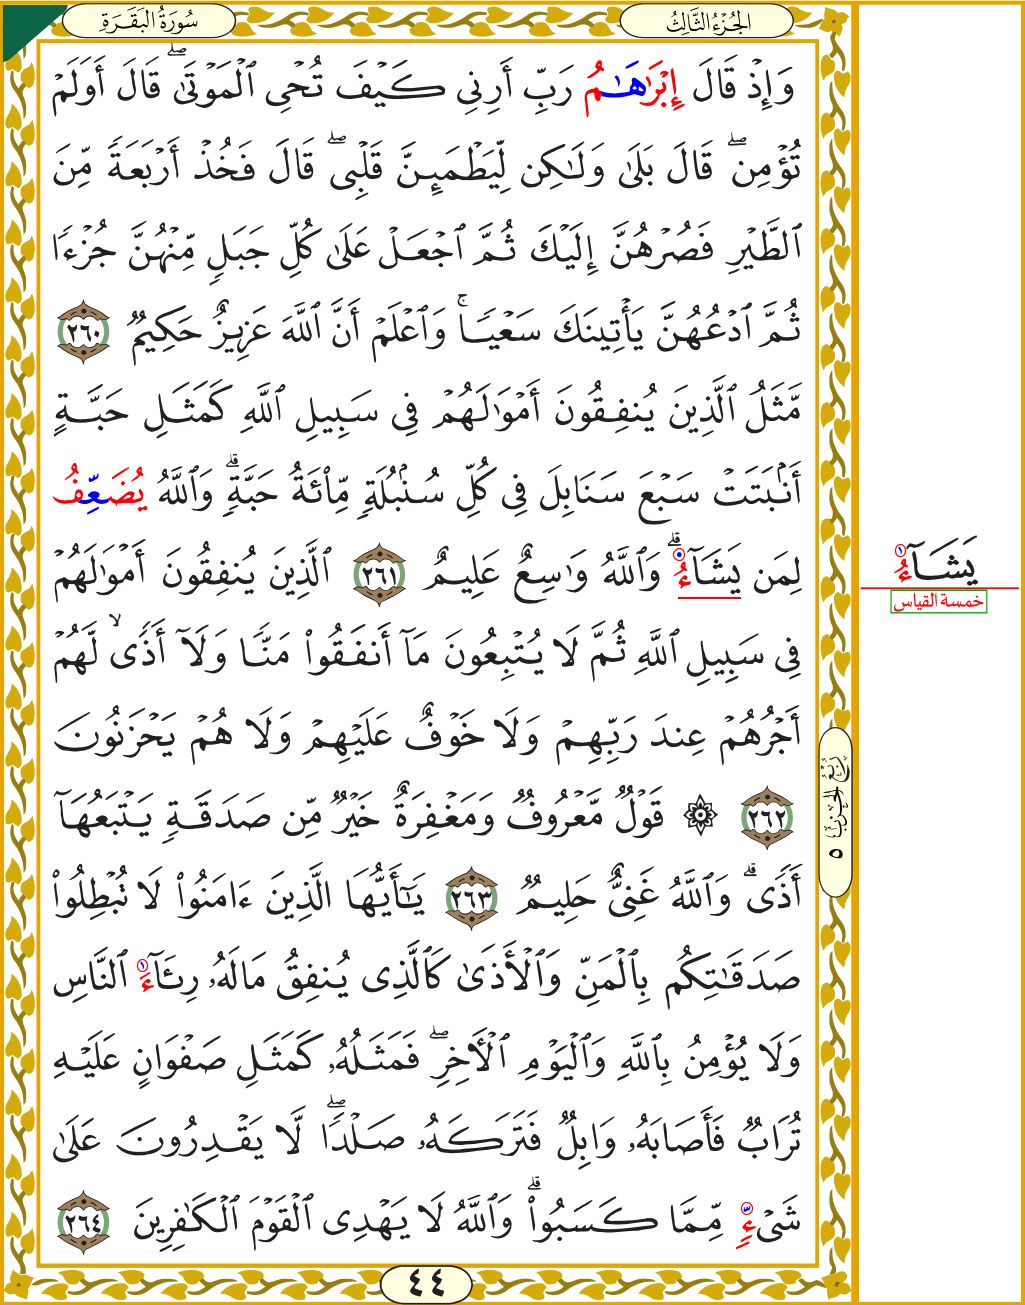 الجُزْءُ الثَّالِثُ
سُورَةُ البَقَرَةِ
وَإِذۡ قَالَ إِبۡرَٰهَٰمُ رَبِّ أَرِنِي كَيۡفَ تُحۡيِ ٱلۡمَوۡتَىٰۖ قَالَ أَوَلَمۡ
تُؤۡمِنۖ قَالَ بَلَىٰ وَلَٰكِن لِّيَطۡمَئِنَّ قَلۡبِيۖ قَالَ فَخُذۡ أَرۡبَعَةٗ مِّنَ
ٱلطَّيۡرِ فَصُرۡهُنَّ إِلَيۡكَ ثُمَّ ٱجۡعَلۡ عَلَىٰ كُلِّ جَبَلٖ مِّنۡهُنَّ جُزۡءٗا
ثُمَّ ٱدۡعُهُنَّ يَأۡتِينَكَ سَعۡيٗاۚ وَٱعۡلَمۡ أَنَّ ٱللَّهَ عَزِيزٌ حَكِيمٞ ٢٦٠
مَّثَلُ ٱلَّذِينَ يُنفِقُونَ أَمۡوَٰلَهُمۡ فِي سَبِيلِ ٱللَّهِ كَمَثَلِ حَبَّةٍ
أَنۢبَتَتۡ سَبۡعَ سَنَابِلَ فِي كُلِّ سُنۢبُلَةٖ مِّاْئَةُ حَبَّةٖۗ وَٱللَّهُ يُضَعِّفُ
لِمَن يَشَآءُۗ وَٱللَّهُ وَٰسِعٌ عَلِيمٌ ٢٦١ ٱلَّذِينَ يُنفِقُونَ أَمۡوَٰلَهُمۡ
فِي سَبِيلِ ٱللَّهِ ثُمَّ لَا يُتۡبِعُونَ مَآ أَنفَقُواْ مَنّٗا وَلَآ أَذٗى لَّهُمۡ
أَجۡرُهُمۡ عِندَ رَبِّهِمۡ وَلَا خَوۡفٌ عَلَيۡهِمۡ وَلَا هُمۡ يَحۡزَنُونَ
٢٦٢ ۞ قَوۡلٞ مَّعۡرُوفٞ وَمَغۡفِرَةٌ خَيۡرٞ مِّن صَدَقَةٖ يَتۡبَعُهَآ
أَذٗىۗ وَٱللَّهُ غَنِيٌّ حَلِيمٞ ٢٦٣ يَٰٓأَيُّهَا ٱلَّذِينَ ءَامَنُواْ لَا تُبۡطِلُواْ
صَدَقَٰتِكُم بِٱلۡمَنِّ وَٱلۡأَذَىٰ كَٱلَّذِي يُنفِقُ مَالَهُۥ رِئَآءَ ١ ٱلنَّاسِ
وَلَا يُؤۡمِنُ بِٱللَّهِ وَٱلۡيَوۡمِ ٱلۡأٓخِرِۖ فَمَثَلُهُۥ كَمَثَلِ صَفۡوَانٍ عَلَيۡهِ
تُرَابٞ فَأَصَابَهُۥ وَابِلٞ فَتَرَكَهُۥ صَلۡدٗاۖ لَّا يَقۡدِرُونَ عَلَىٰ
شَيۡءٖ مِّمَّا كَسَبُواْۗ وَٱللَّهُ لَا يَهۡدِي ٱلۡقَوۡمَ ٱلۡكَٰفِرِينَ ٢٦٤
يَشَآءُ ١
خمسة القياس
رُبْعُ الحِزْبِ ٥
٤٤